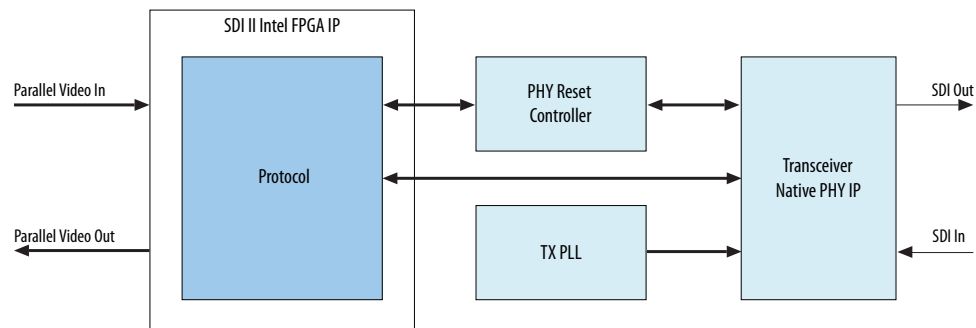 SDI II Intel FPGA IP
Parallel Video In
Protocol
Parallel Video Out
PHY Reset
Controller
TX PLL
Transceiver
Native PHY IP
SDI Out
SDI In